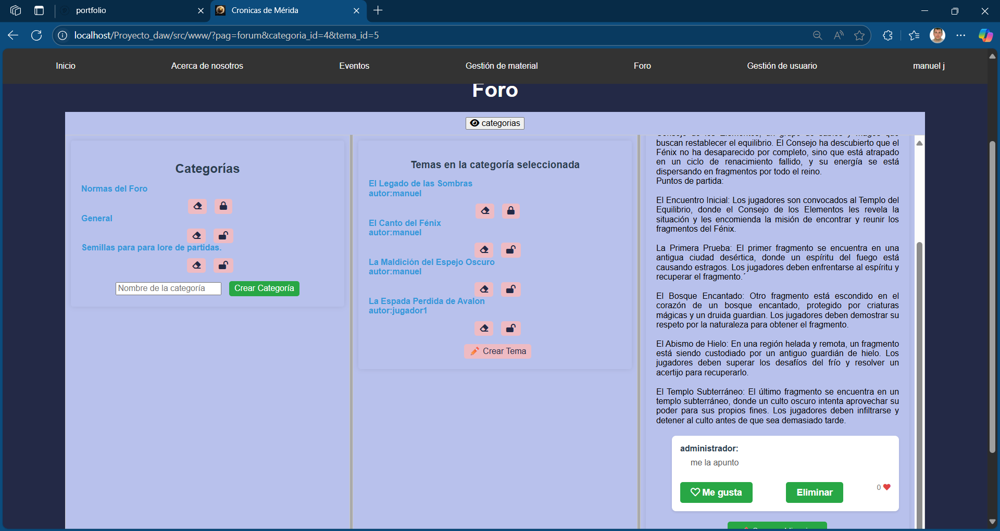 portfolio
Cronicas de Mérida
localhost/Proyecto_daw/src/www/?pag=forum&categoria_id=4&tema_id=5
Inicio
Acerca de nosotros
Eventos
Gestión de material
Foro
Gestión de usuario
manuel j
Foro
categorias
Categorías
Normas del Foro
General
Semillas para para lore de partidas.
Nombre de la categoría
Crear Categoría
Temas en la categoría seleccionada
El Legado de las Sombras
autor:manuel
El Canto del Fénix
autor:manuel
La Maldición del Espejo Oscuro
autor:manuel
La Espada Perdida de Avalon
autor:jugador1
Crear Tema
Consejo de los Elementos, un grupo de sabios y magos que
buscan restablecer el equilibrio. El Consejo ha descubierto que el
Fénix no ha desaparecido por completo, sino que está atrapado
en un ciclo de renacimiento fallido, y su energía se está
dispersando en fragmentos por todo el reino.
Puntos de partida:
El Encuentro Inicial: Los jugadores son convocados al Templo del
Equilibrio, donde el Consejo de los Elementos les revela la
situación y les encomienda la misión de encontrar y reunir los
fragmentos del Fénix.
La Primera Prueba: El primer fragmento se encuentra en una
antigua ciudad desértica, donde un espíritu del fuego está
causando estragos. Los jugadores deben enfrentarse al espíritu y
recuperar el fragmento.´
El Bosque Encantado: Otro fragmento está escondido en el
corazón de un bosque encantado, protegido por criaturas
mágicas y un druida guardian. Los jugadores deben demostrar su
respeto por la naturaleza para obtener el fragmento.
El Abismo de Hielo: En una región helada y remota, un fragmento
está siendo custodiado por un antiguo guardián de hielo. Los
jugadores deben superar los desafíos del frío y resolver un
acertijo para recuperarlo.
El Templo Subterráneo: El último fragmento se encuentra en un
templo subterráneo, donde un culto oscuro intenta aprovechar su
poder para sus propios fines. Los jugadores deben infiltrarse y
detener al culto antes de que sea demasiado tarde.
administrador:
me la apunto
Me gusta
Eliminar
0